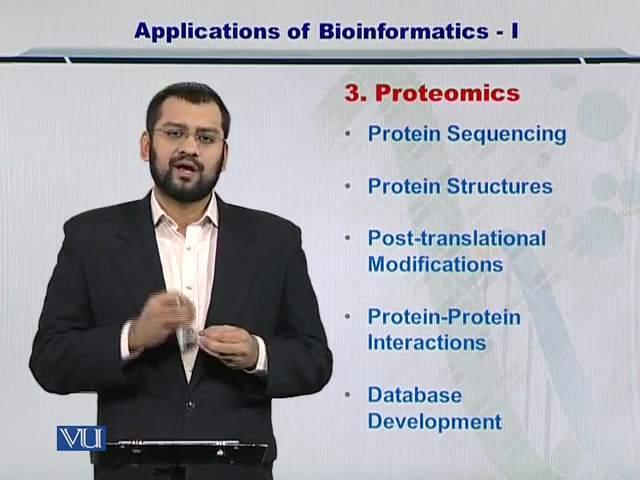 Applications of Bioinformatics - I
3. Proteomics
• Protein Sequencing
• Protein Structures
• Post-translational
Modifications
• Protein-Protein
Interactions
• Database
Development
VU